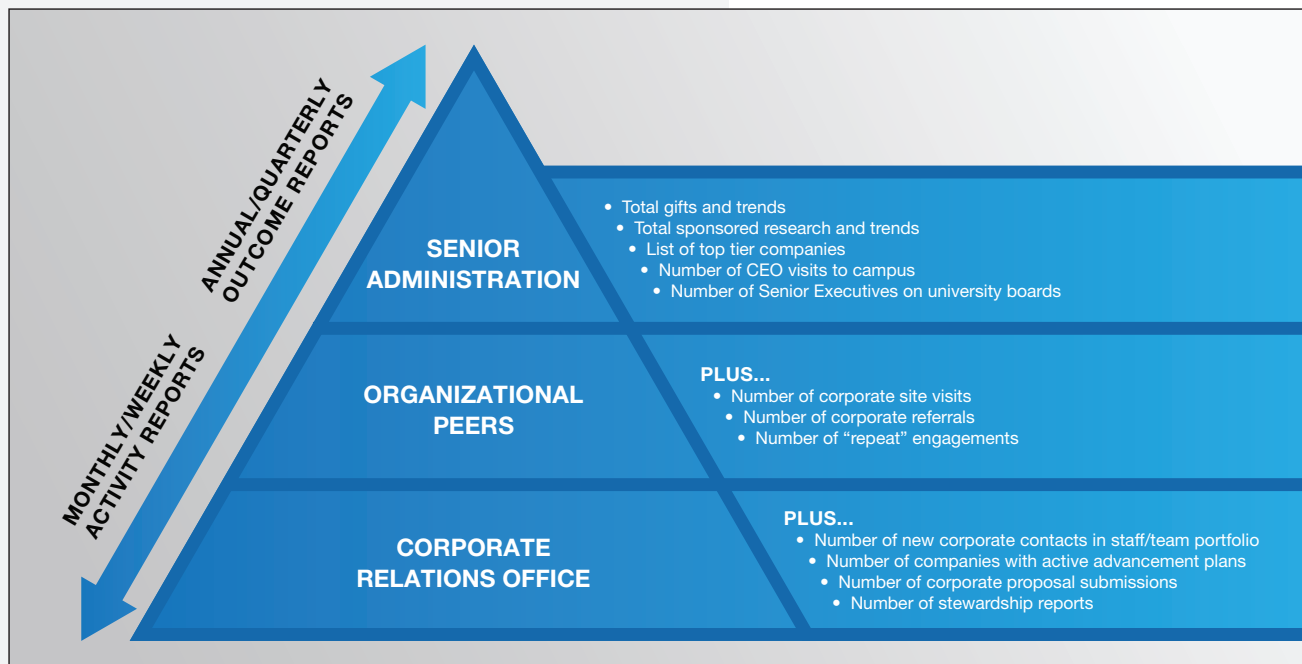 ANNUAL/QUARTERLY
OUTCOME REPORTS
MONTHLY/WEEKLY
ACTIVITY REPORTS
SENIOR
ADMINISTRATION
• Total gifts and trends
• Total sponsored research and trends
• List of top tier companies
• Number of CEO visits to campus
• Number of Senior Executives on university boards
ORGANIZATIONAL
PEERS
PLUS...
• Number of corporate site visits
• Number of corporate referrals
• Number of “repeat” engagements
CORPORATE
RELATIONS OFFICE
PLUS...
• Number of new corporate contacts in staff/team portfolio
• Number of companies with active advancement plans
• Number of corporate proposal submissions
• Number of stewardship reports